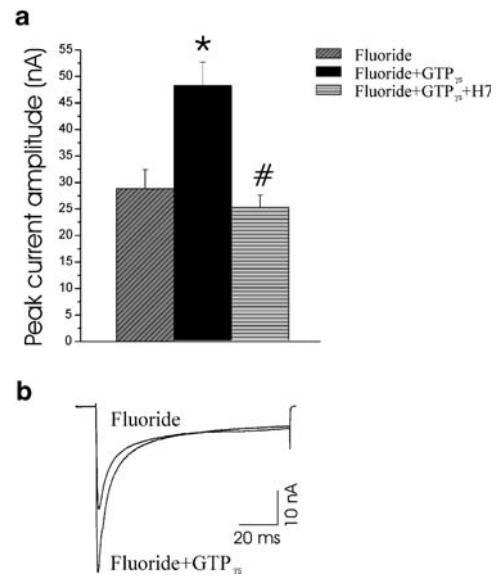 a
Peak current amplitude (nA)
55
50
45
40
35
30
25
20
15
10
5
0
*
#
Fluoride
Fluoride+GTPγs
Fluoride+GTPγs+H7
b
Fluoride
Fluoride+GTPγs
20 ms
10 nA